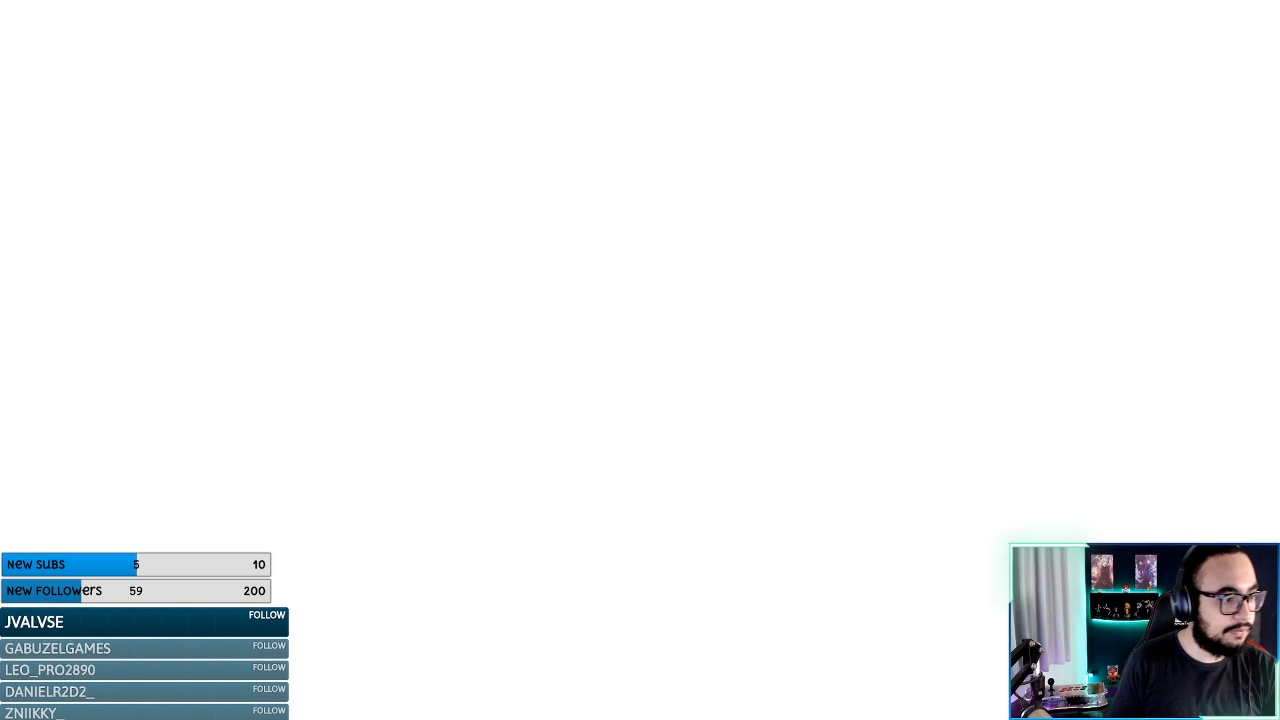 New Subs 5 10
New Followers 59 200
JVALVSE FOLLOW
GABUZELGAMES FOLLOW
LEO_PRO2890 FOLLOW
DANIELR2D2_ FOLLOW
ZNIIKKY_ FOLLOW